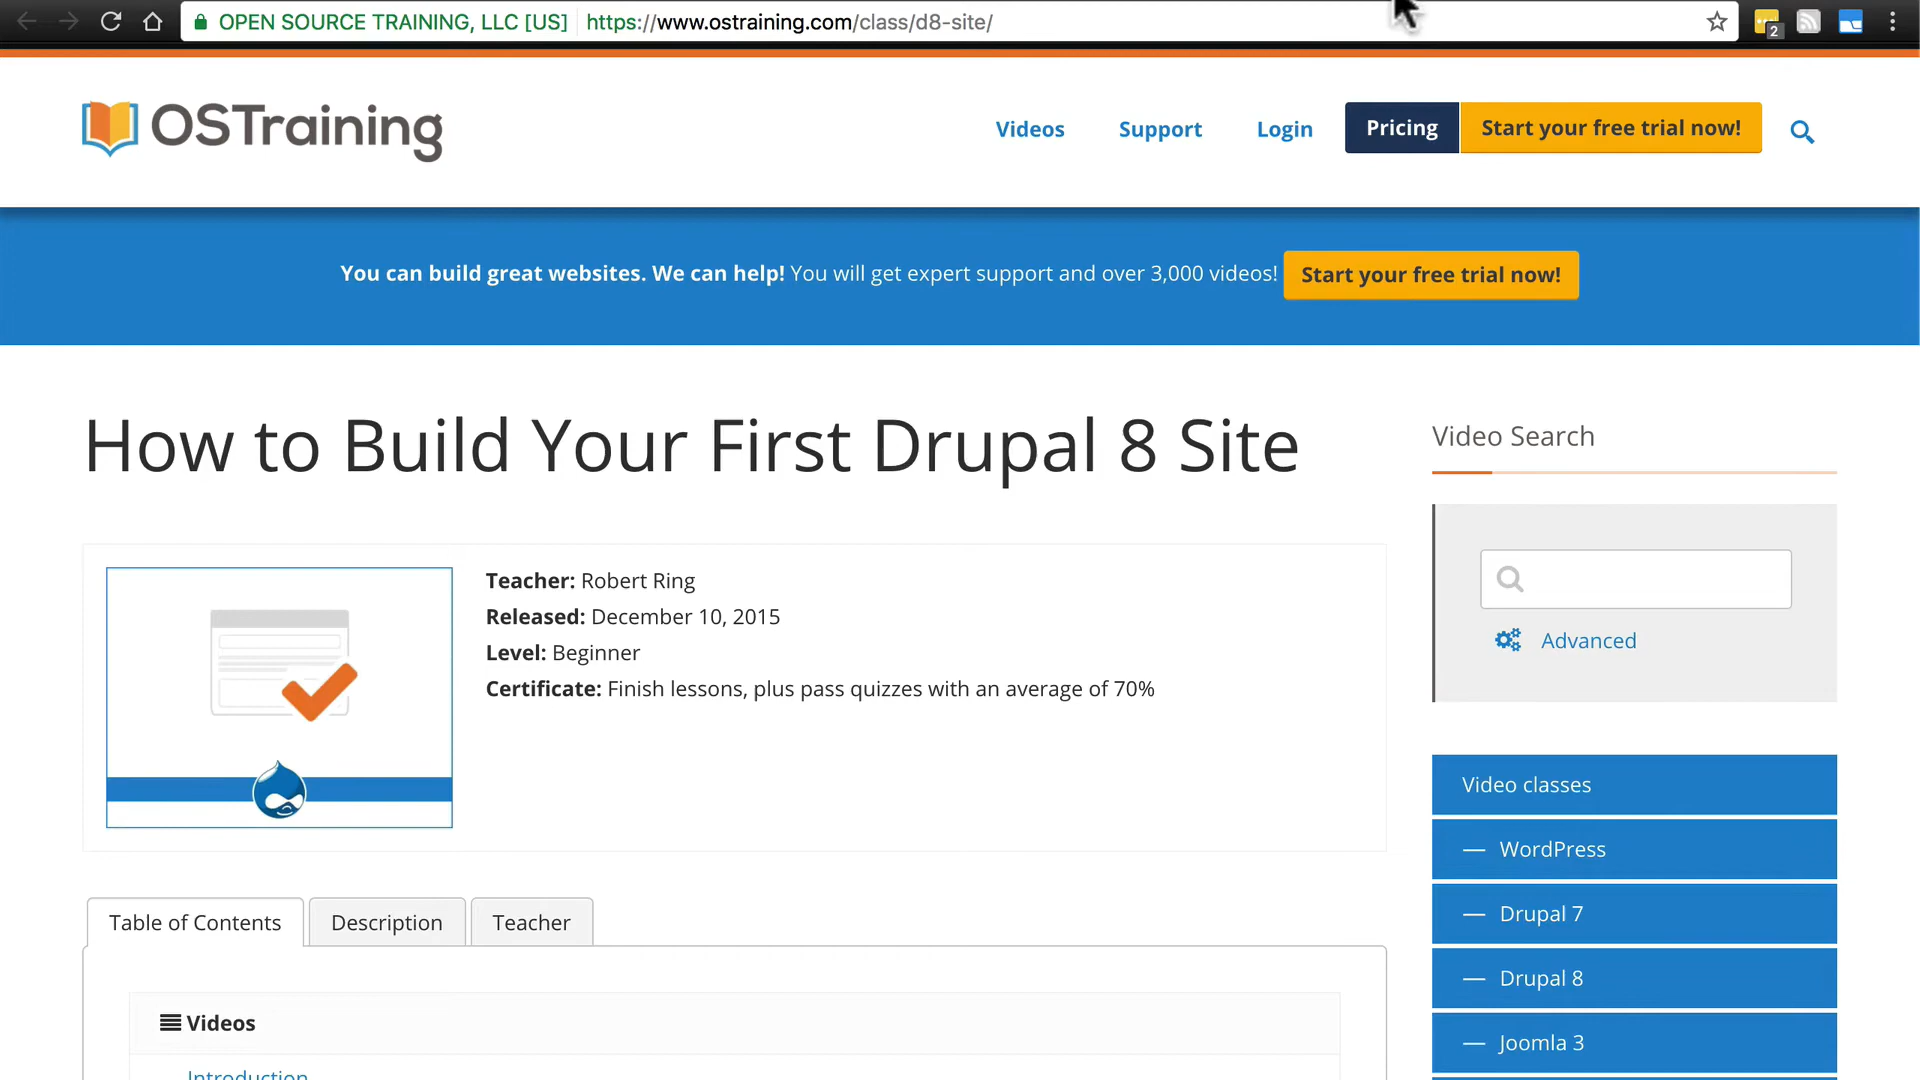 OPEN SOURCE TRAINING, LLC [US] https://www.ostraining.com/class/d8-site/
2
OSTraining
Videos Support Login Pricing Start your free trial now!
You can build great websites. We can help! You will get expert support and over 3,000 videos! Start your free trial now!
How to Build Your First Drupal 8 Site
Teacher: Robert Ring
Released: December 10, 2015
Level: Beginner
Certificate: Finish lessons, plus pass quizzes with an average of 70%
Table of Contents Description Teacher
Videos
Introduction
Video Search
Advanced
Video classes
— WordPress
— Drupal 7
— Drupal 8
— Joomla 3